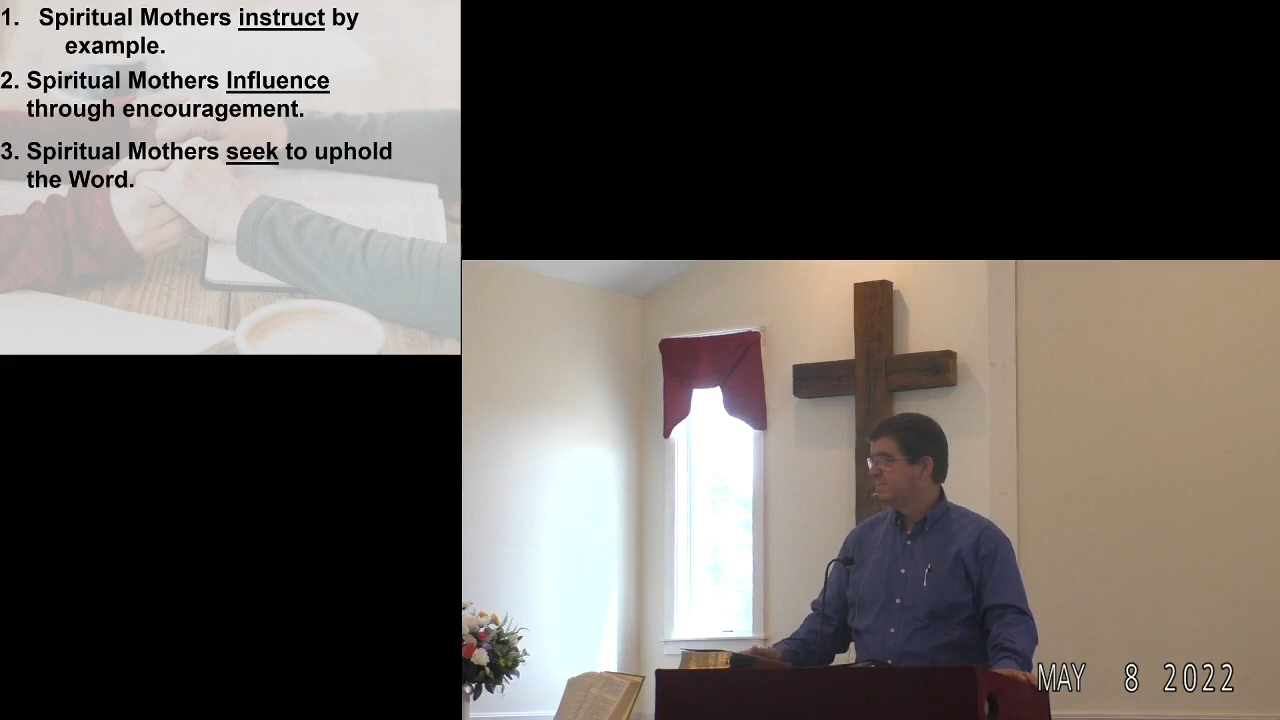 1. Spiritual Mothers instruct by
example.
2. Spiritual Mothers Influence
through encouragement.
3. Spiritual Mothers seek to uphold
the Word.
MAY 8 2022